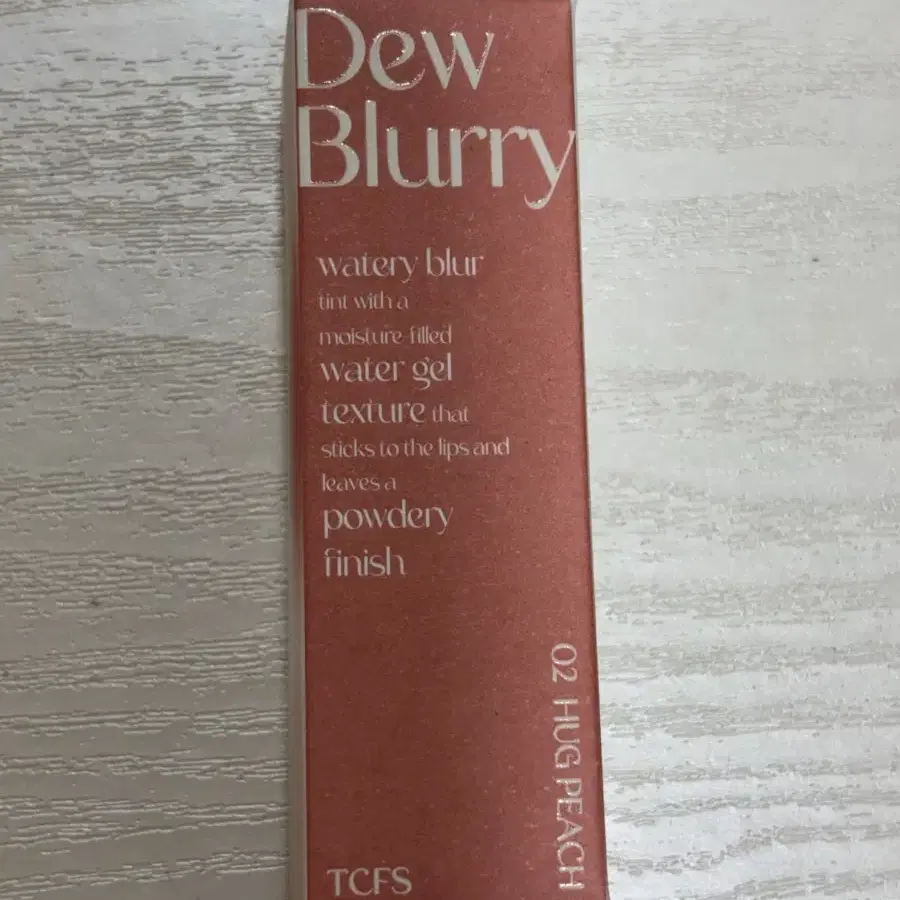 Dew
Blurry
watery blur
tint with a
moisture-filled
water gel
texture that
sticks to the lips and
leaves a
powdery
finish
02 HUG PEACH
TCFS